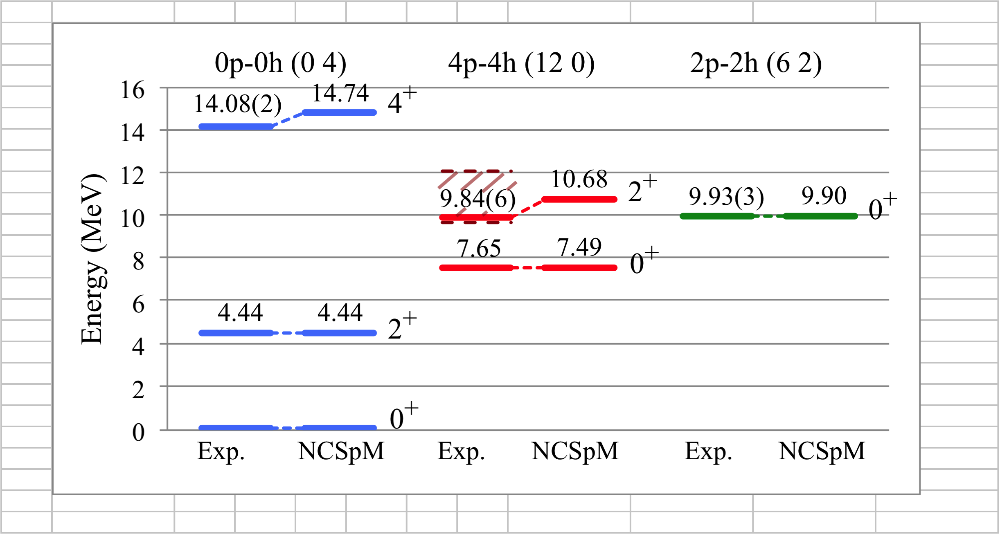 0p-0h (0 4) 4p-4h (12 0) 2p-2h (6 2)
16
14.08(2) 14.74 4+
14
12
9.84(6) 10.68 2+ 9.93(3) 9.90 0+
10
7.65 7.49 0+
8
6
4.44 4.44 2+
4
2
0+
0
Energy (MeV)
Exp. NCSpM Exp. NCSpM Exp. NCSpM